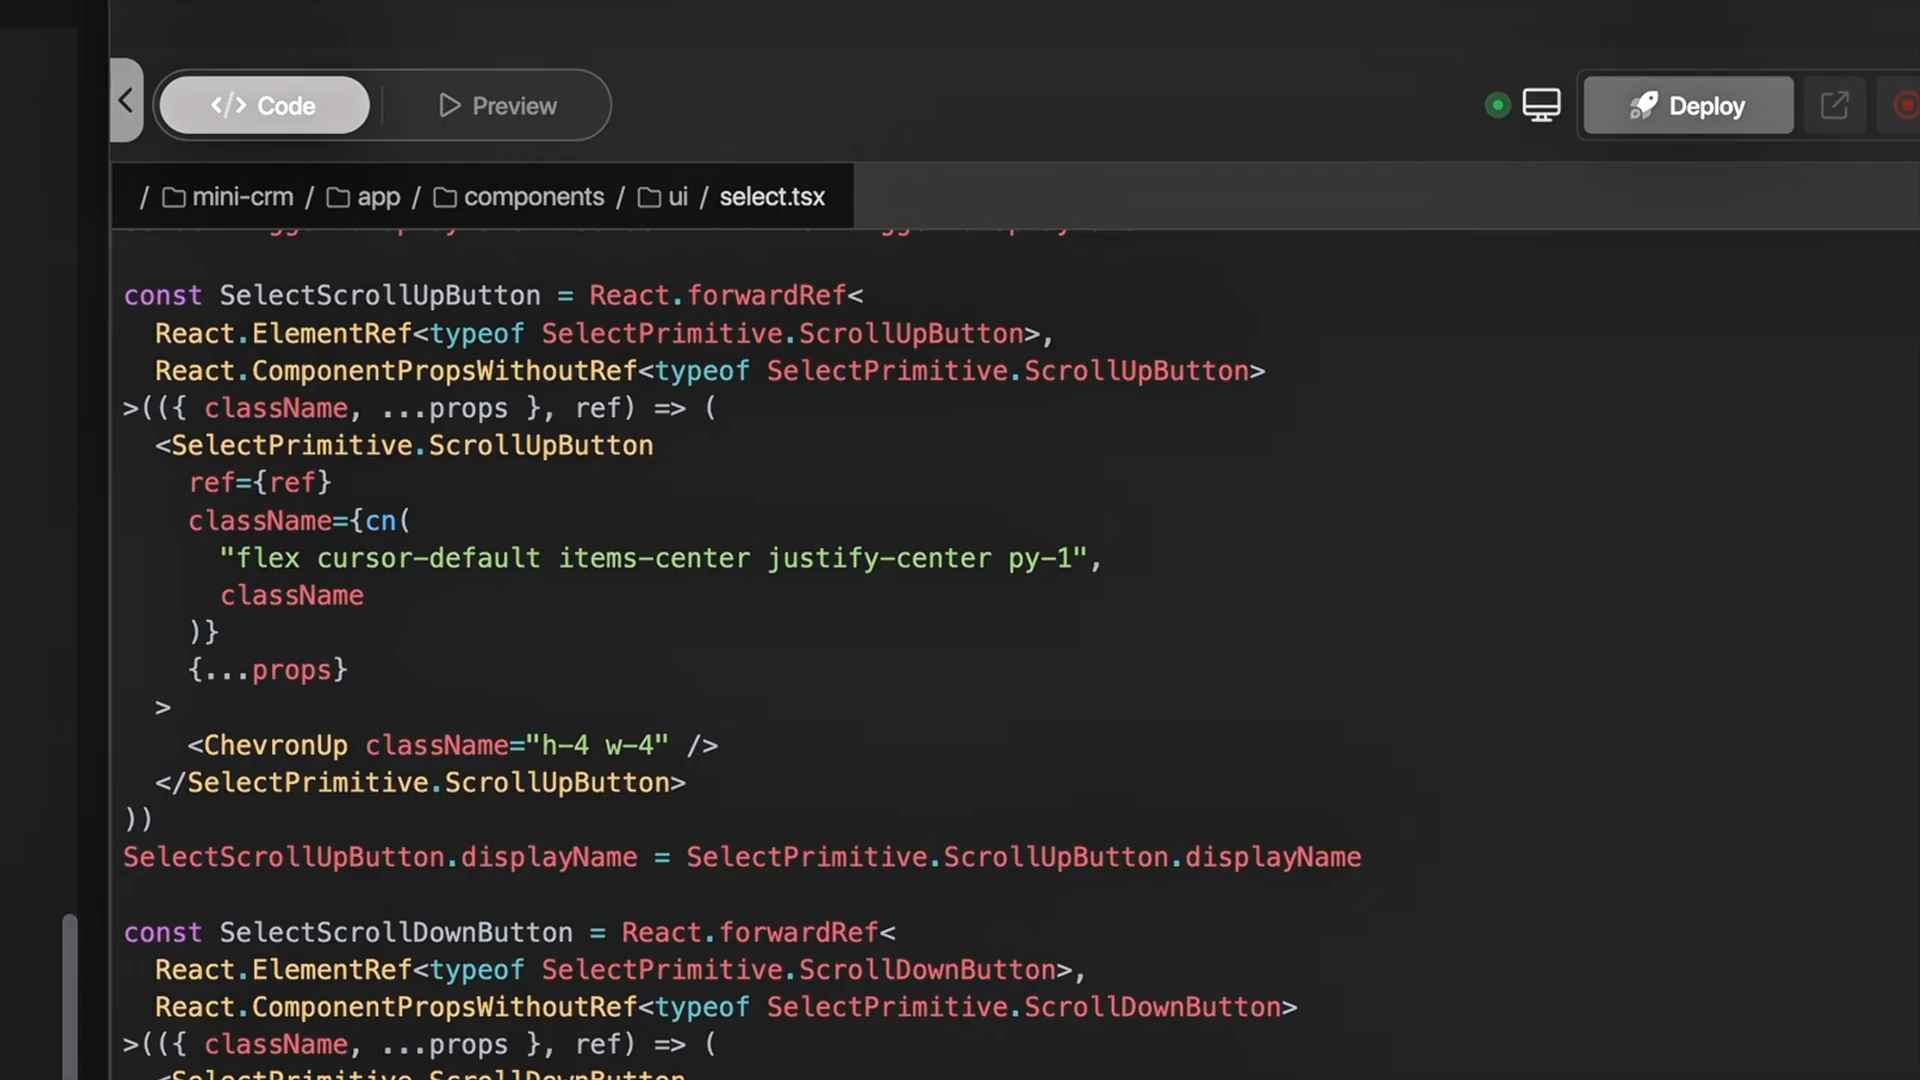 Code
Preview
Deploy
/ mini-crm / app / components / ui / select.tsx
const SelectScrollUpButton = React.forwardRef<
React.ElementRef<typeof SelectPrimitive.ScrollUpButton>,
React.ComponentPropsWithoutRef<typeof SelectPrimitive.ScrollUpButton>
>(({ className, ...props }, ref) => (
<SelectPrimitive.ScrollUpButton
ref={ref}
className={cn(
"flex cursor-default items-center justify-center py-1",
className
)}
{...props}
>
<ChevronUp className="h-4 w-4" />
</SelectPrimitive.ScrollUpButton>
))
SelectScrollUpButton.displayName = SelectPrimitive.ScrollUpButton.displayName
const SelectScrollDownButton = React.forwardRef<
React.ElementRef<typeof SelectPrimitive.ScrollDownButton>,
React.ComponentPropsWithoutRef<typeof SelectPrimitive.ScrollDownButton>
>(({ className, ...props }, ref) => (
<SelectPrimitive.ScrollDownButton